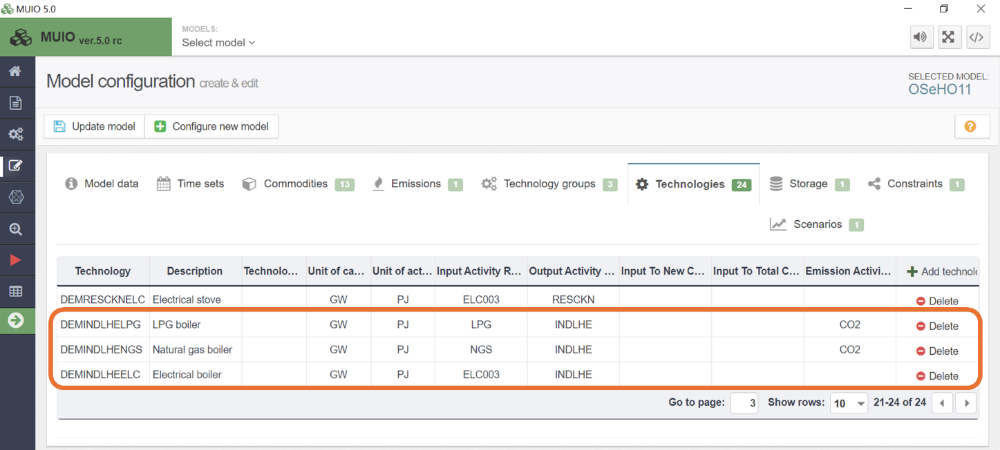 MUIO 5.0
MUIO ver.5.0 rc
MODELS:
Select model
Model configuration create & edit
SELECTED MODEL:
OSeHO11
Update model
Configure new model
Model data
Time sets
Commodities 13
Emissions 1
Technology groups 3
Technologies 24
Storage 1
Constraints 1
Scenarios 1
Technology Description Technolo... Unit of ca... Unit of act... Input Activity R... Output Activity ... Input To New C... Input To Total C... Emission Activi... Add technolo
DEMRESCKNELC Electrical stove GW PJ ELC003 RESCKN Delete
DEMINDLHELPG LPG boiler GW PJ LPG INDLHE CO2 Delete
DEMINDLHENGS Natural gas boiler GW PJ NGS INDLHE CO2 Delete
DEMINDLHEELC Electrical boiler GW PJ ELC003 INDLHE Delete
Go to page: 3 Show rows: 10 21-24 of 24